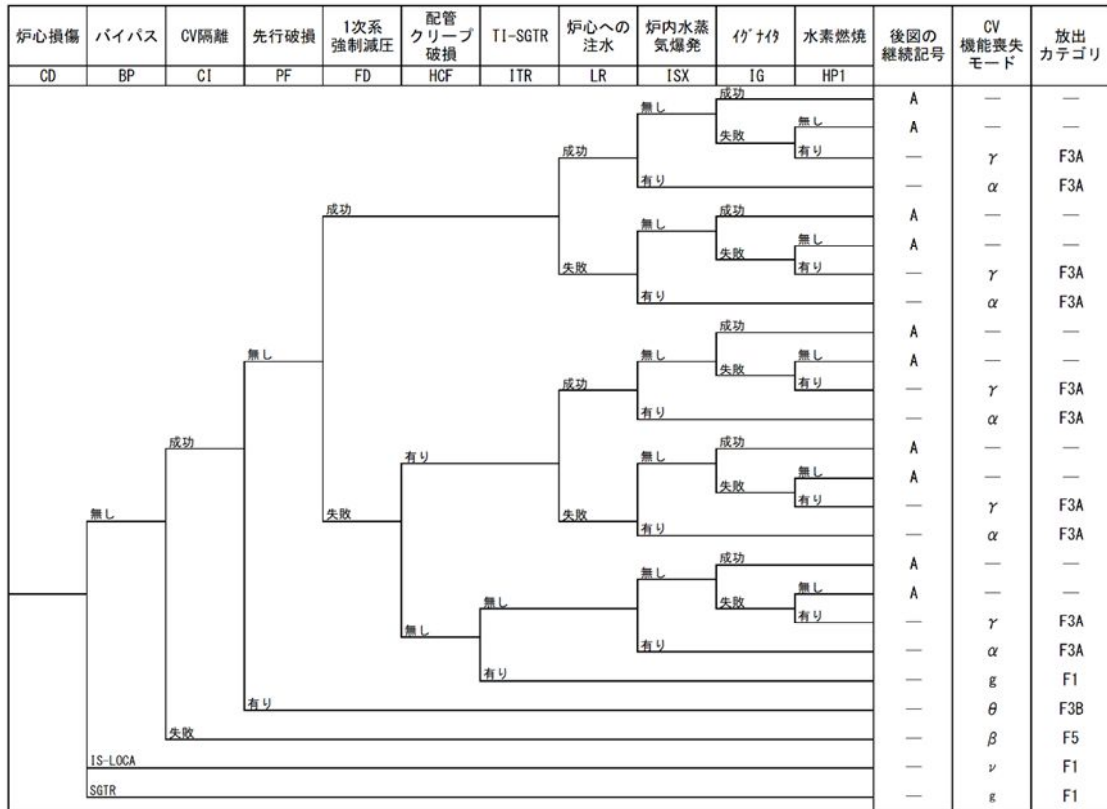 炉心損傷 バイパス CV隔離 先行破損 1次系強制減圧 配管クリープ破損 TI-SGTR 炉心への注水 炉内水蒸気爆発 イグナイタ 水素燃焼 後図の継続記号 CV機能喪失モード 放出カテゴリ
CD BP CI PF FD HCF ITR LR ISX IG HP1
無し 成功 A — —
失敗 無し A — —
成功 有り — γ F3A
有り — α F3A
成功 無し 成功 A — —
失敗 無し A — —
失敗 有り — γ F3A
有り — α F3A
成功 A — —
無し 無し 失敗 無し A — —
成功 有り — γ F3A
有り — α F3A
成功 有り 無し 成功 A — —
失敗 無し A — —
有り — γ F3A
無し 失敗 失敗 有り — α F3A
無し 成功 A — —
無し 失敗 無し A — —
無し 有り — γ F3A
有り — α F3A
有り — g F1
有り — θ F3B
失敗 — β F5
IS-LOCA — ν F1
SGTR — g F1